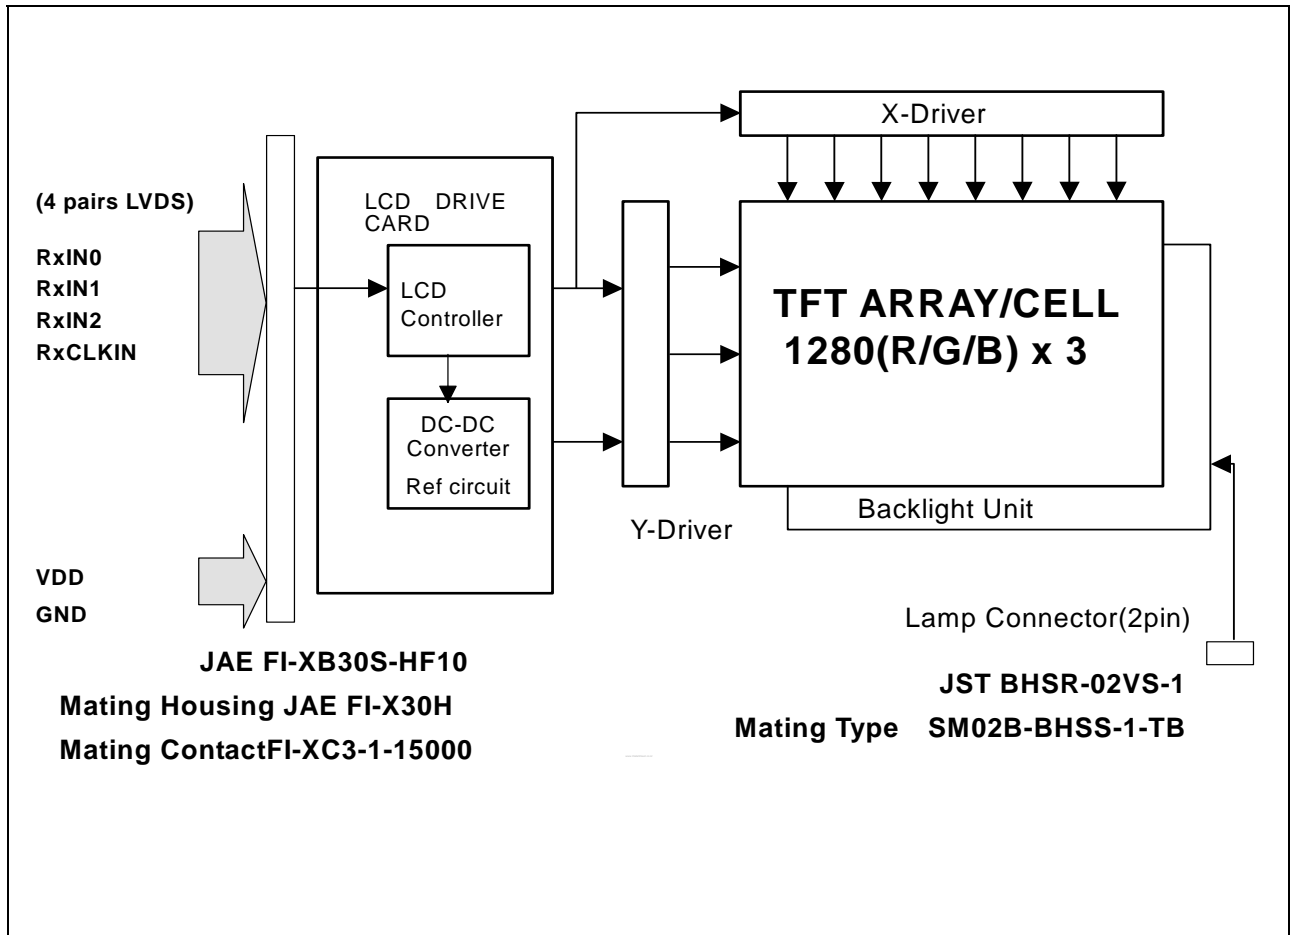 X-Driver
(4 pairs LVDS)
RxIN0
RxIN1
RxIN2
RxCLKIN
LCD DRIVE
CARD
LCD
Controller
DC-DC
Converter
Ref circuit
TFT ARRAY/CELL
1280(R/G/B) x 3
Backlight Unit
Y-Driver
VDD
GND
Lamp Connector(2pin)
JAE FI-XB30S-HF10
Mating Housing JAE FI-X30H
Mating ContactFI-XC3-1-15000
JST BHSR-02VS-1
Mating Type SM02B-BHSS-1-TB